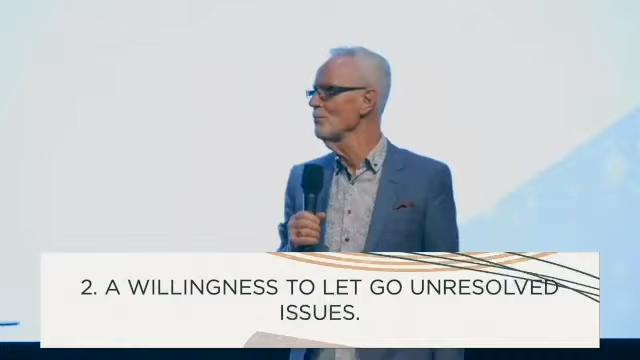 2. A WILLINGNESS TO LET GO UNRESOLVED
ISSUES.